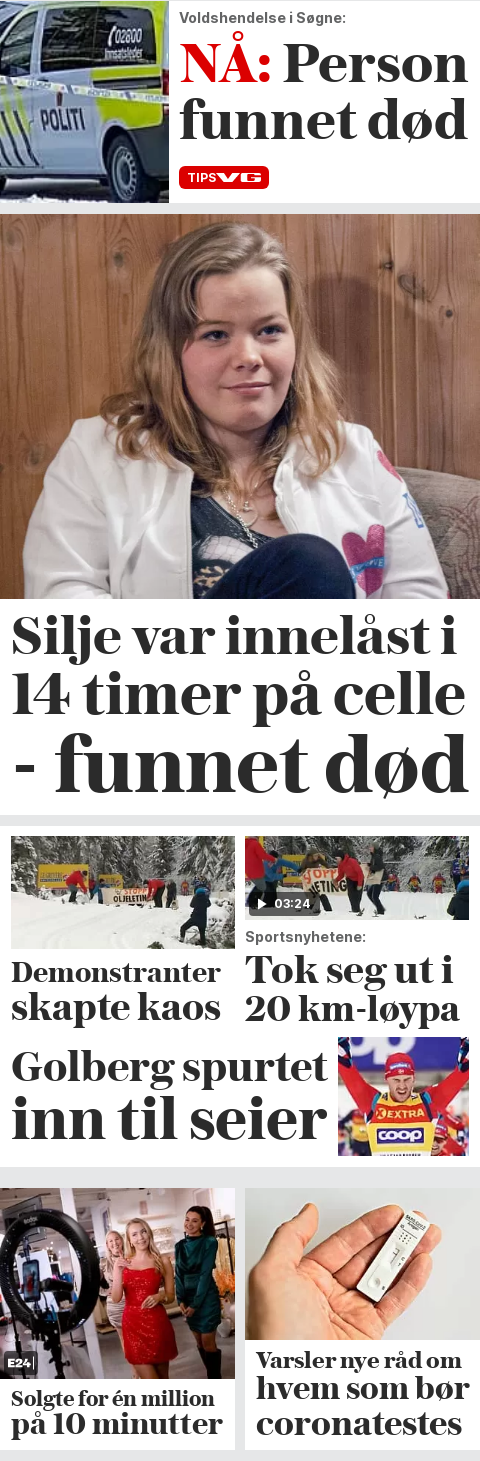 Voldshendelse i Søgne:
NÅ: Person
funnet død
02800
Innsatsleder
POLITI
TIPS VG
Silje var innelåst i
14 timer på celle
- funnet død
STOPP
OLJELETING
03:24
Demonstranter
skapte kaos
Sportsnyhetene:
Tok seg ut i
20 km-løypa
Golberg spurtet
inn til seier
EXTRA
coop
E24
Solgte for én million
på 10 minutter
Varsler nye råd om
hvem som bør
coronatestes